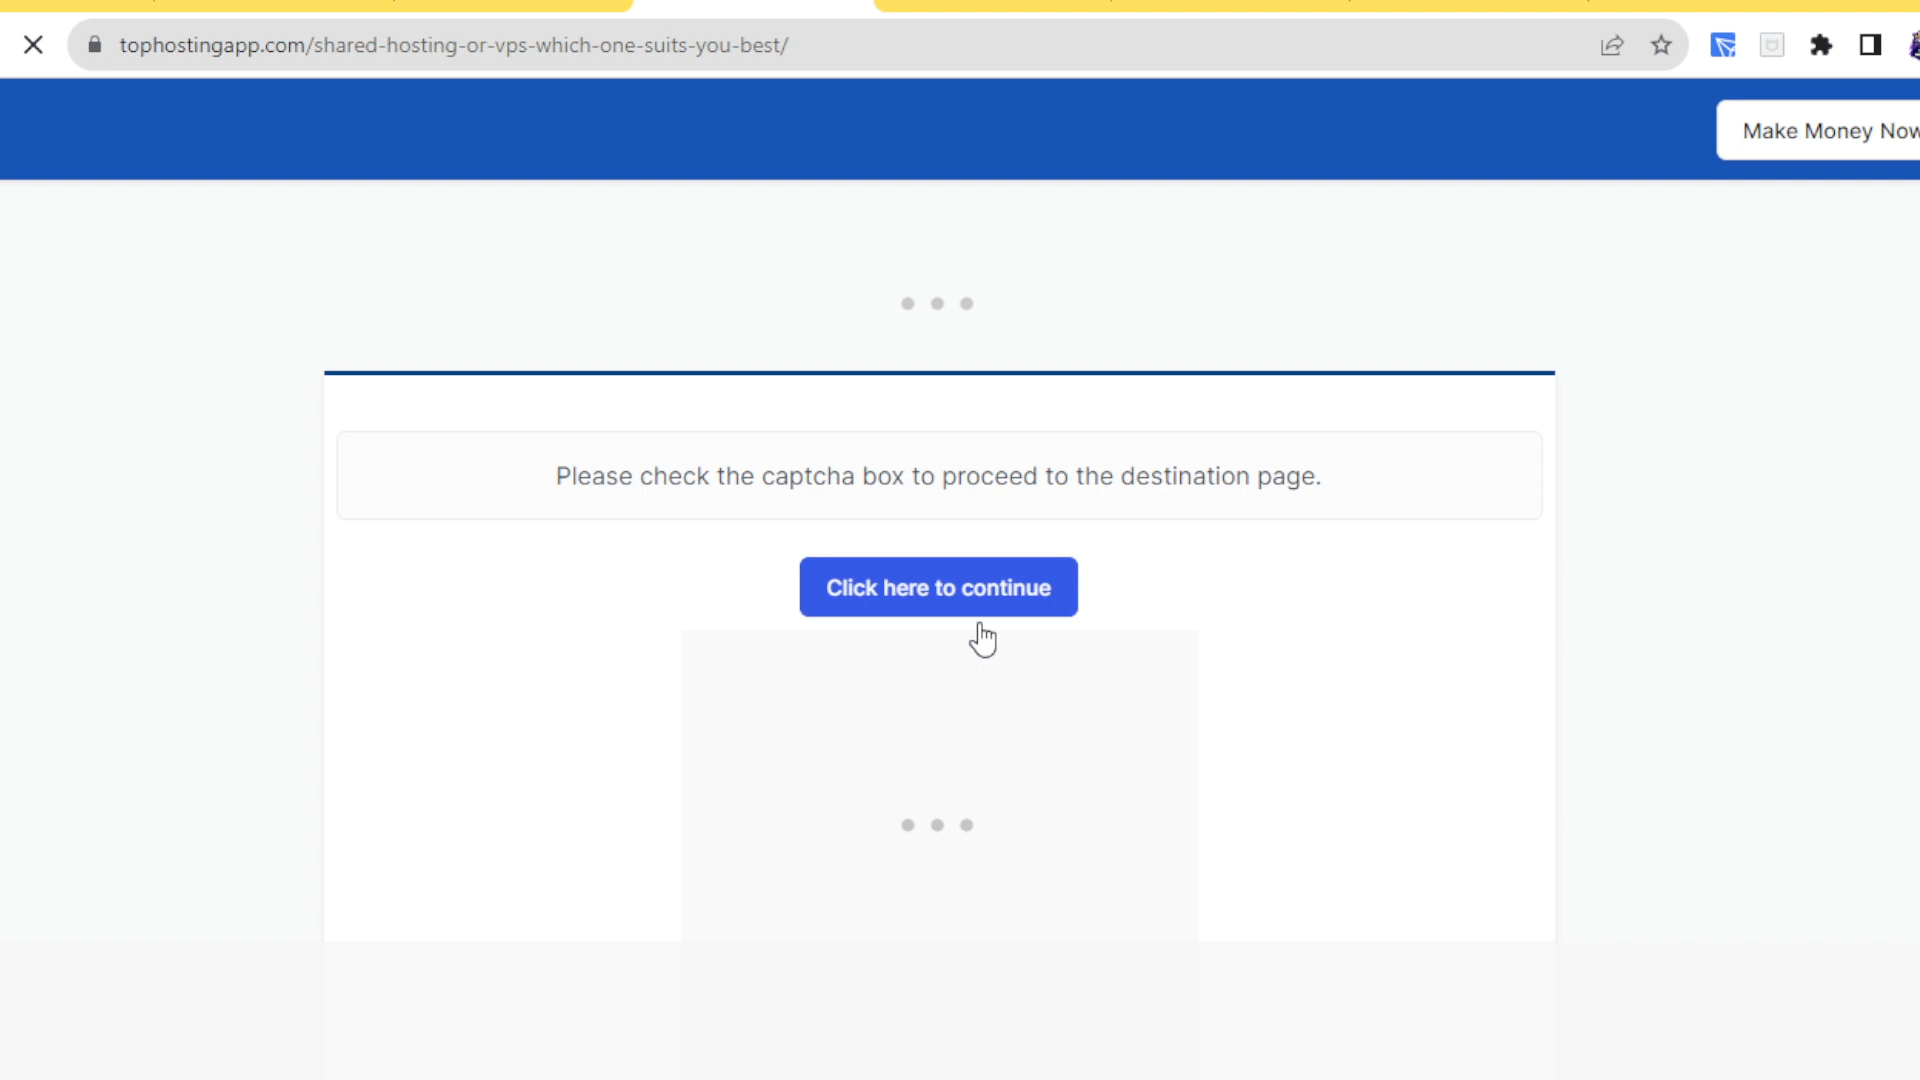 tophostingapp.com/shared-hosting-or-vps-which-one-suits-you-best/
Make Money Now
Please check the captcha box to proceed to the destination page.
Click here to continue